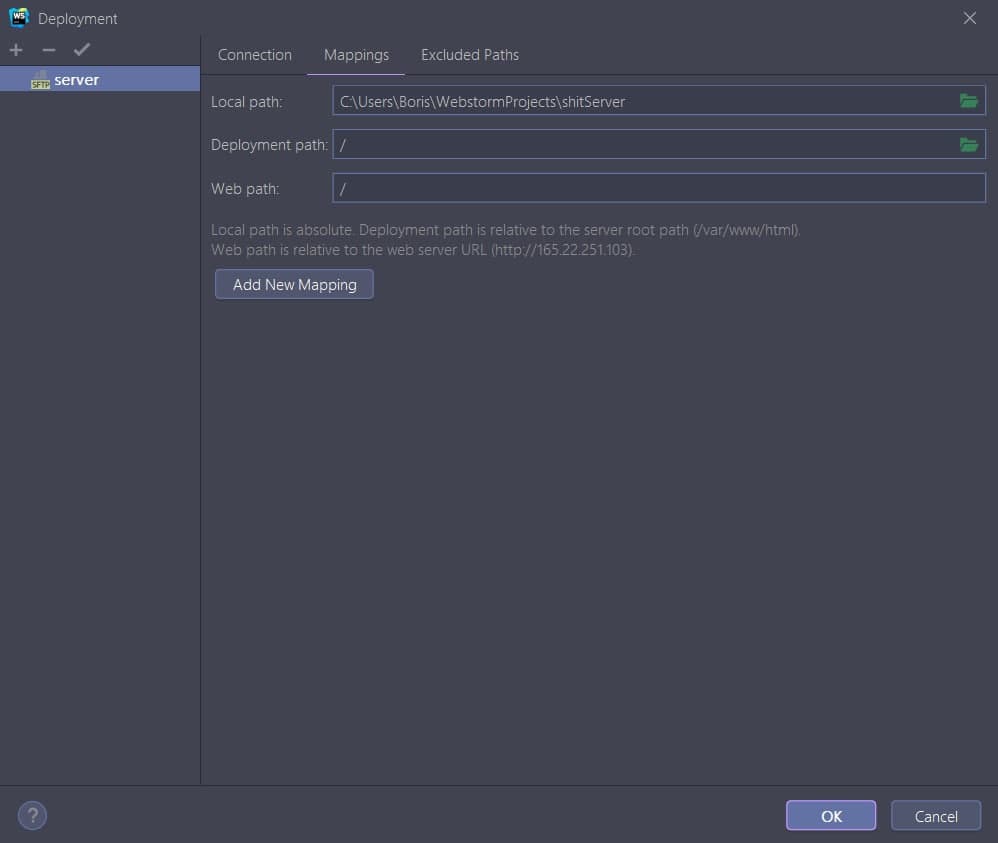 WS Deployment
SFTP server
Connection Mappings Excluded Paths
Local path: C:\Users\Boris\WebstormProjects\shitServer
Deployment path: /
Web path: /
Local path is absolute. Deployment path is relative to the server root path (/var/www/html).
Web path is relative to the web server URL (http://165.22.251.103).
Add New Mapping
? OK Cancel